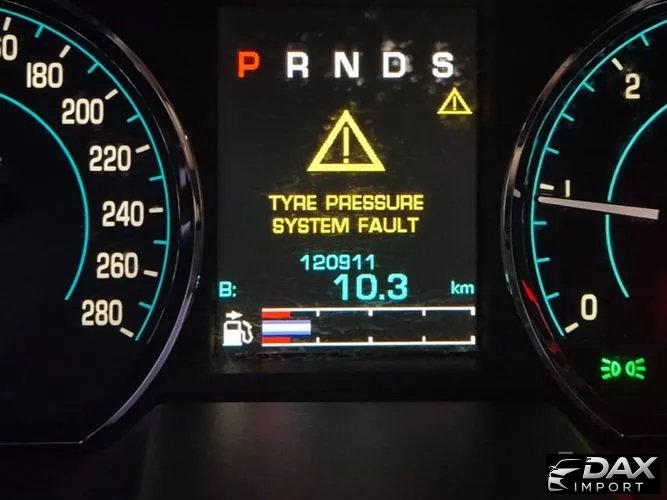 60
180
200
220
240
260
280
P R N D S
TYRE PRESSURE
SYSTEM FAULT
120911
B: 10.3 km
2
1
0
DAX
IMPORT